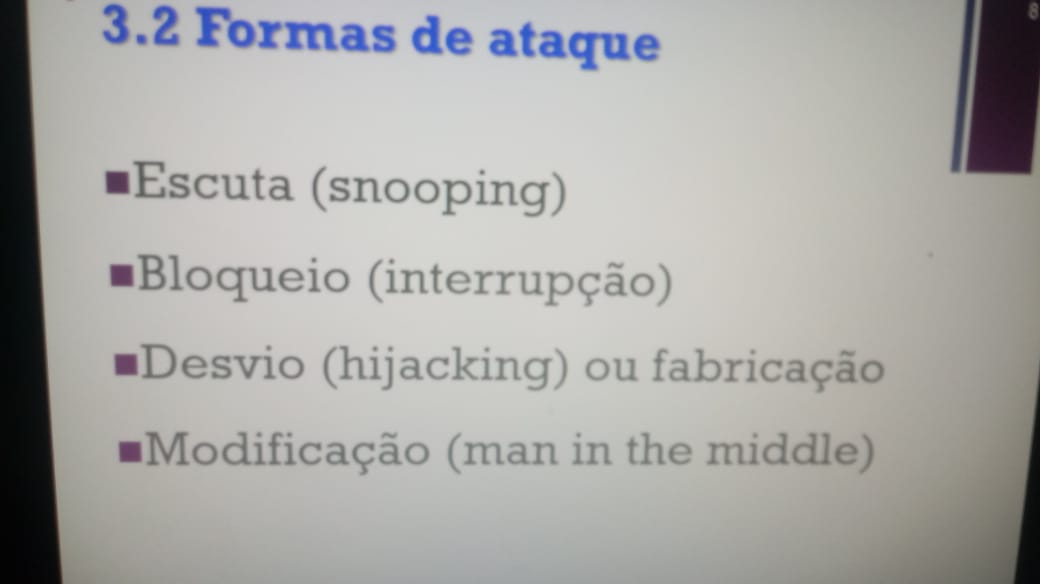 8
3.2 Formas de ataque
Escuta (snooping)
Bloqueio (interrupção)
Desvio (hijacking) ou fabricação
Modificação (man in the middle)